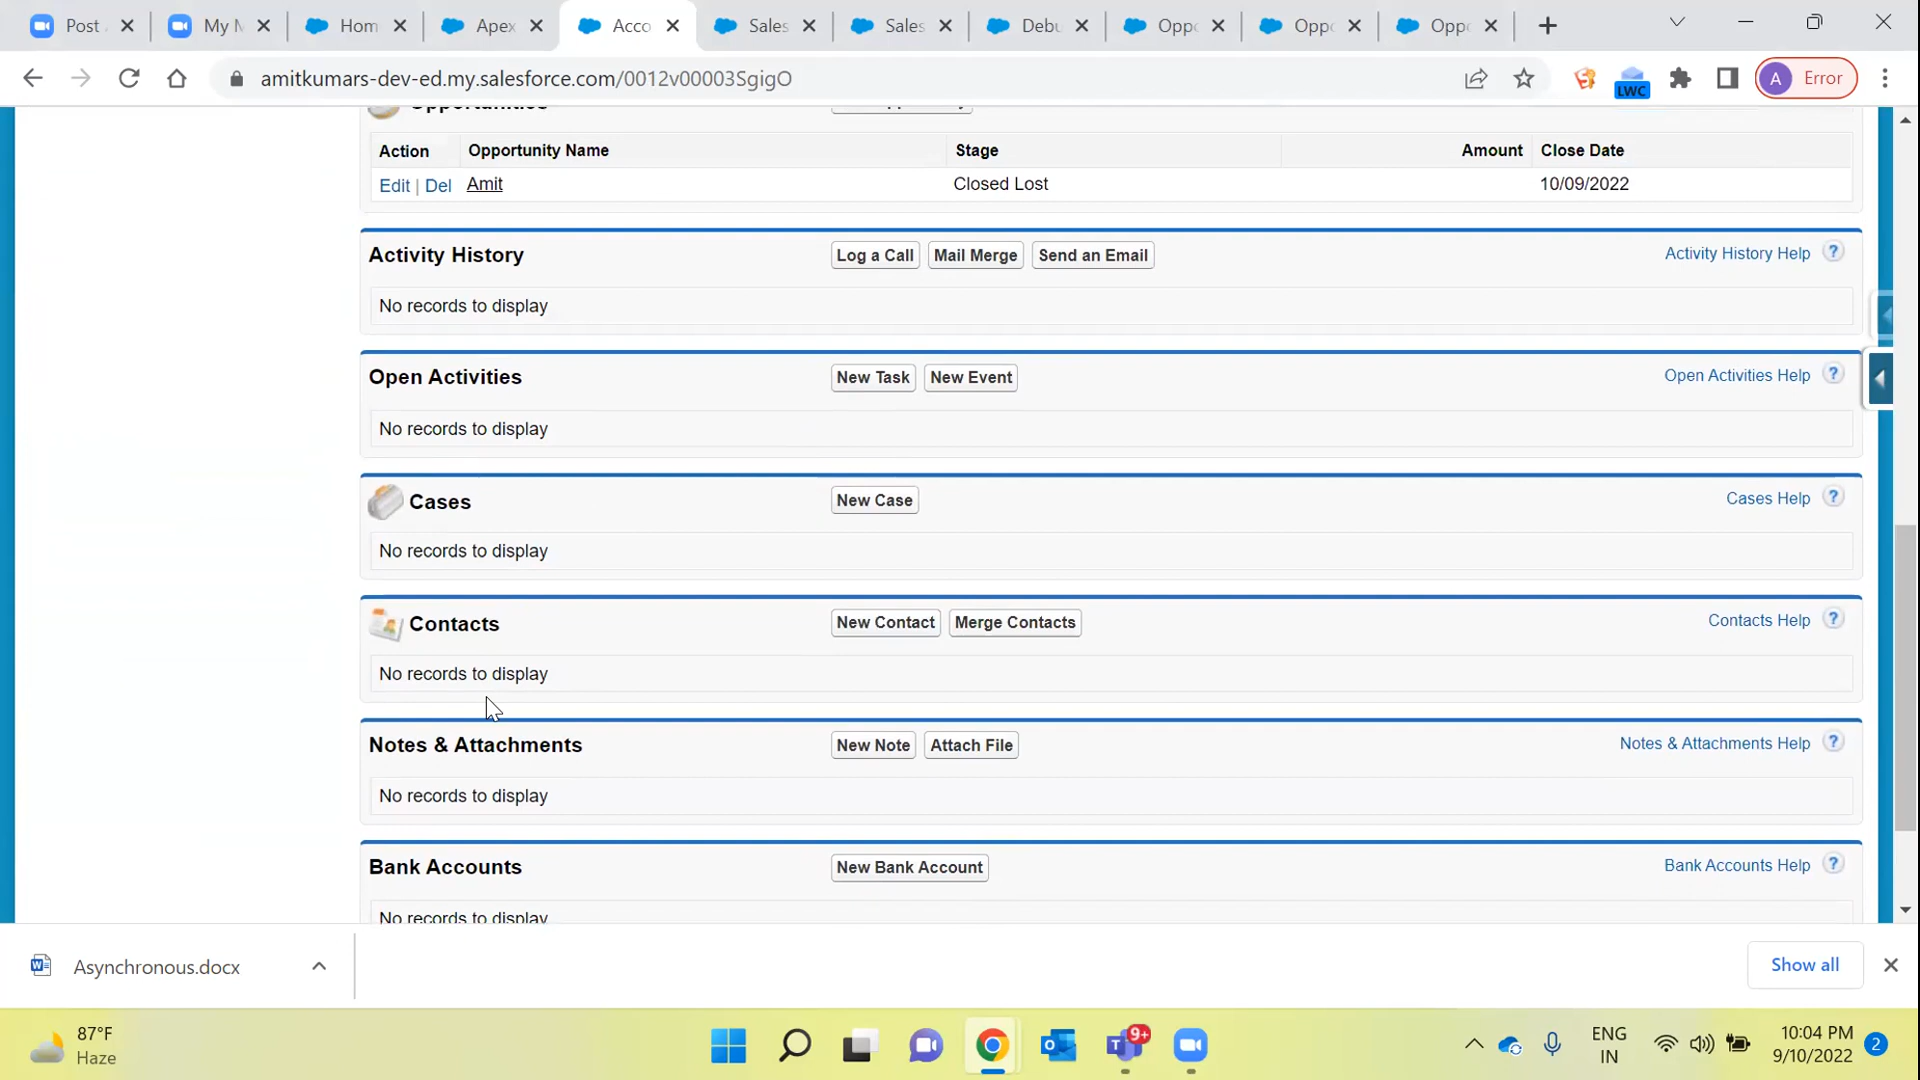 Post
My M
Hom
Apex
Acco
Sales
Sales
Debu
Oppo
Oppo
Oppo
amitkumars-dev-ed.my.salesforce.com/0012v00003SgigO
LWC
A Error
Opportunities
Action Opportunity Name Stage Amount Close Date
Edit | Del Amit Closed Lost 10/09/2022
Activity History Log a Call Mail Merge Send an Email Activity History Help ?
No records to display
Open Activities New Task New Event Open Activities Help ?
No records to display
Cases New Case Cases Help ?
No records to display
Contacts New Contact Merge Contacts Contacts Help ?
No records to display
Notes & Attachments New Note Attach File Notes & Attachments Help ?
No records to display
Bank Accounts New Bank Account Bank Accounts Help ?
No records to display
Asynchronous.docx Show all
87°F
Haze
9+
ENG
IN
10:04 PM
9/10/2022
2